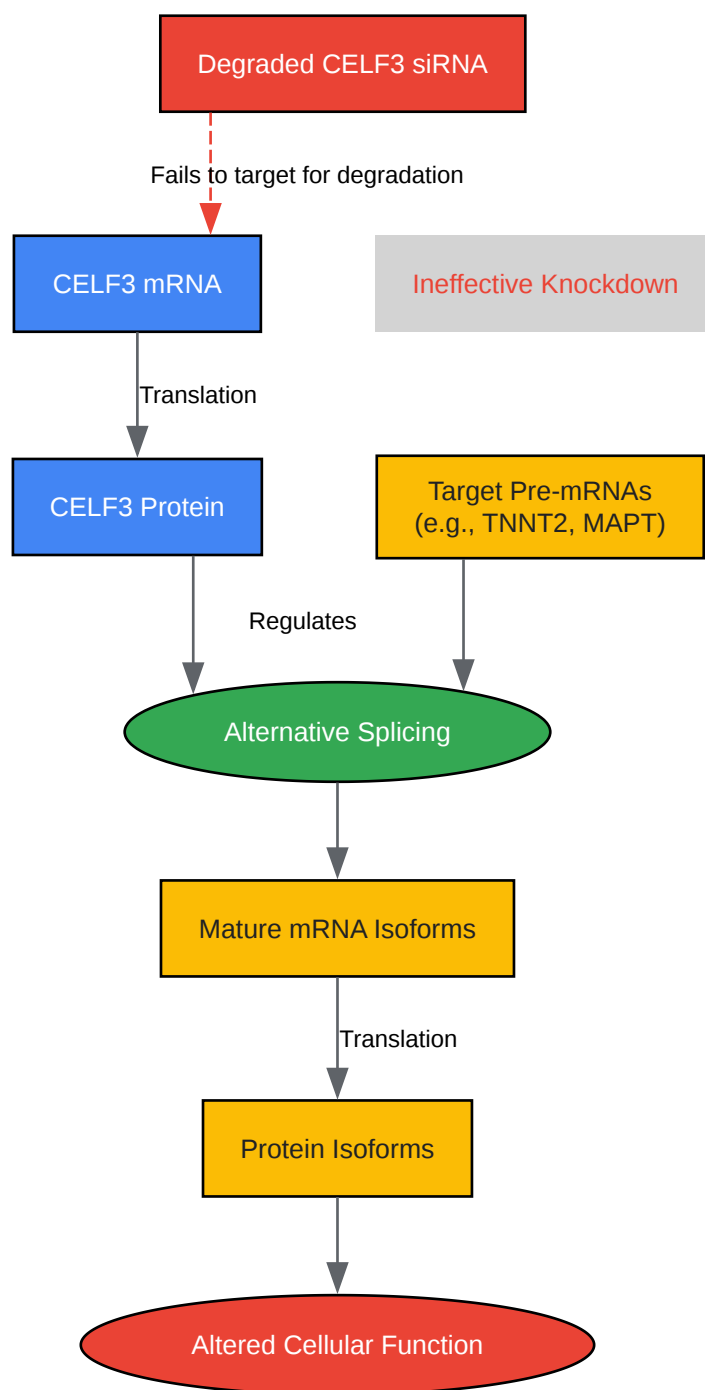 Degraded CELF3 siRNA
Fails to target for degradation
CELF3 mRNA
Ineffective Knockdown
Translation
CELF3 Protein
Target Pre-mRNAs
(e.g., TNNT2, MAPT)
Regulates
Alternative Splicing
Mature mRNA Isoforms
Translation
Protein Isoforms
Altered Cellular Function